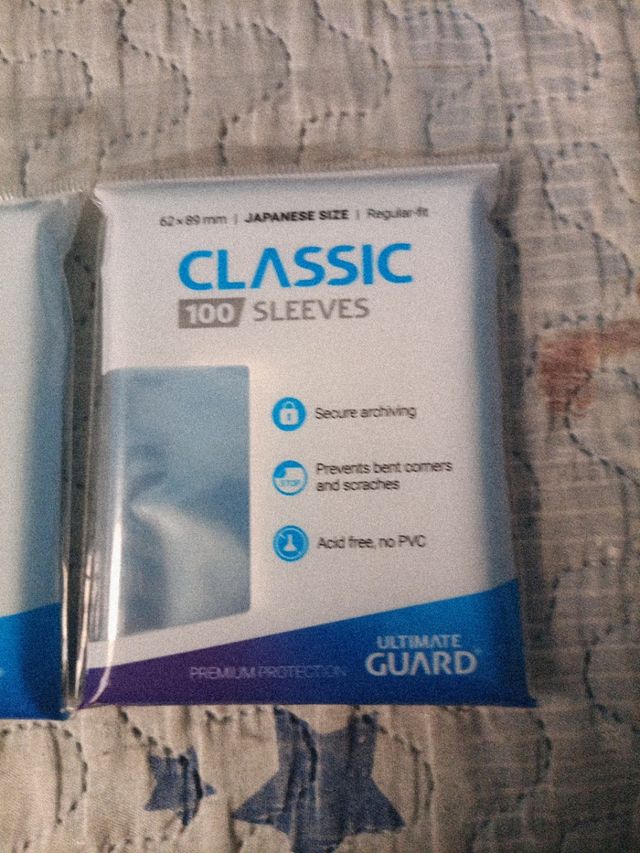 62 x 89 mm | JAPANESE SIZE | Regular-fit
CLASSIC
100 SLEEVES
Secure archiving
Prevents bent corners
and scraches
STOP
Acid free, no PVC
ULTIMATE
GUARD®
PREMIUM PROTECTION